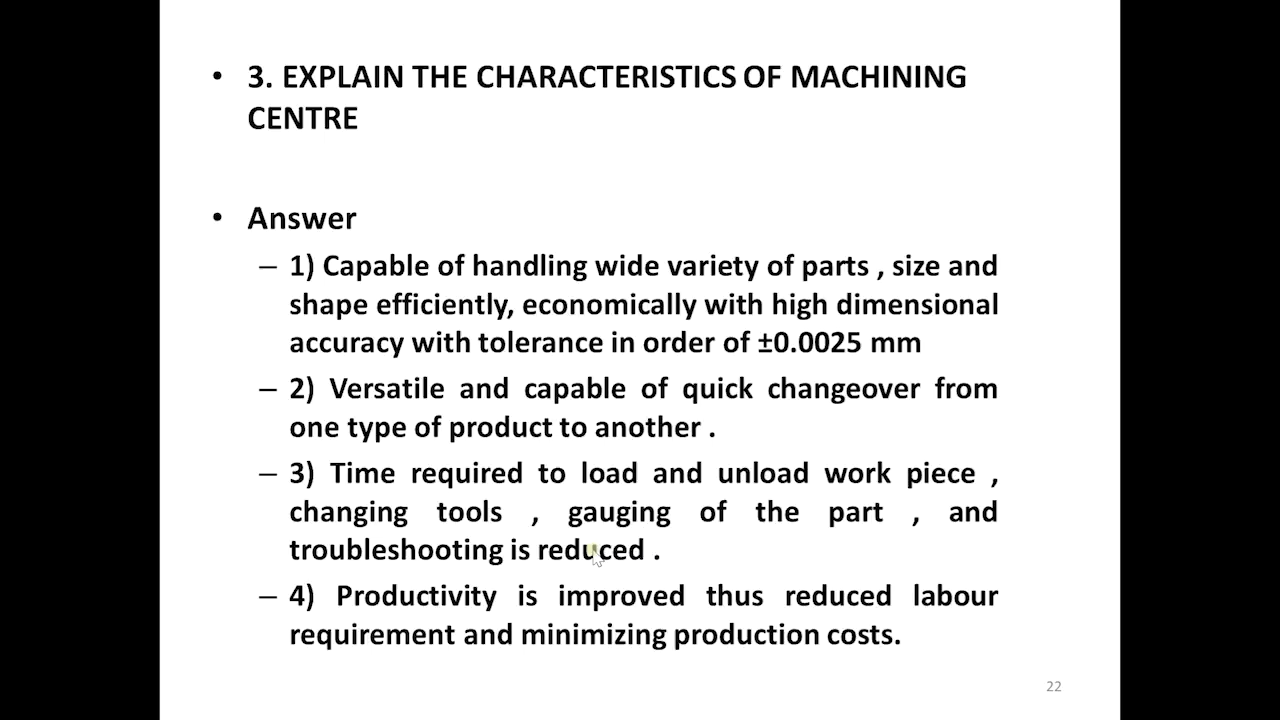 • 3. EXPLAIN THE CHARACTERISTICS OF MACHINING
CENTRE
• Answer
– 1) Capable of handling wide variety of parts , size and
shape efficiently, economically with high dimensional
accuracy with tolerance in order of ±0.0025 mm
– 2) Versatile and capable of quick changeover from
one type of product to another .
– 3) Time required to load and unload work piece ,
changing tools , gauging of the part , and
troubleshooting is reduced .
– 4) Productivity is improved thus reduced labour
requirement and minimizing production costs.
22